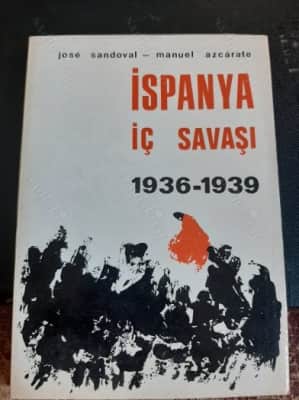 josé sandoval – manuel azcárate
İSPANYA
İÇ SAVAŞI
1936-1939